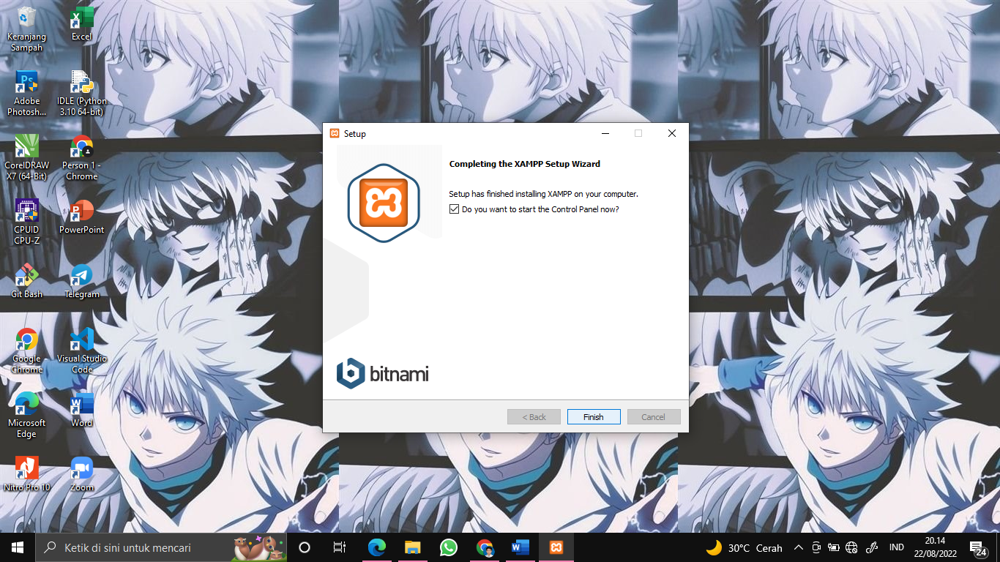 Keranjang
Sampah
Excel
Adobe
Photosh...
IDLE (Python
3.10 64-bit)
CorelDRAW
X7 (64-Bit)
Person 1 -
Chrome
CPUID
CPU-Z
PowerPoint
Git Bash
Telegram
Google
Chrome
Visual Studio
Code
Microsoft
Edge
Word
Nitro Pro 10
Zoom
Setup
Completing the XAMPP Setup Wizard
Setup has finished installing XAMPP on your computer.
Do you want to start the Control Panel now?
bitnami
< Back
Finish
Cancel
Ketik di sini untuk mencari
30°C Cerah
IND
20.14
22/08/2022
24